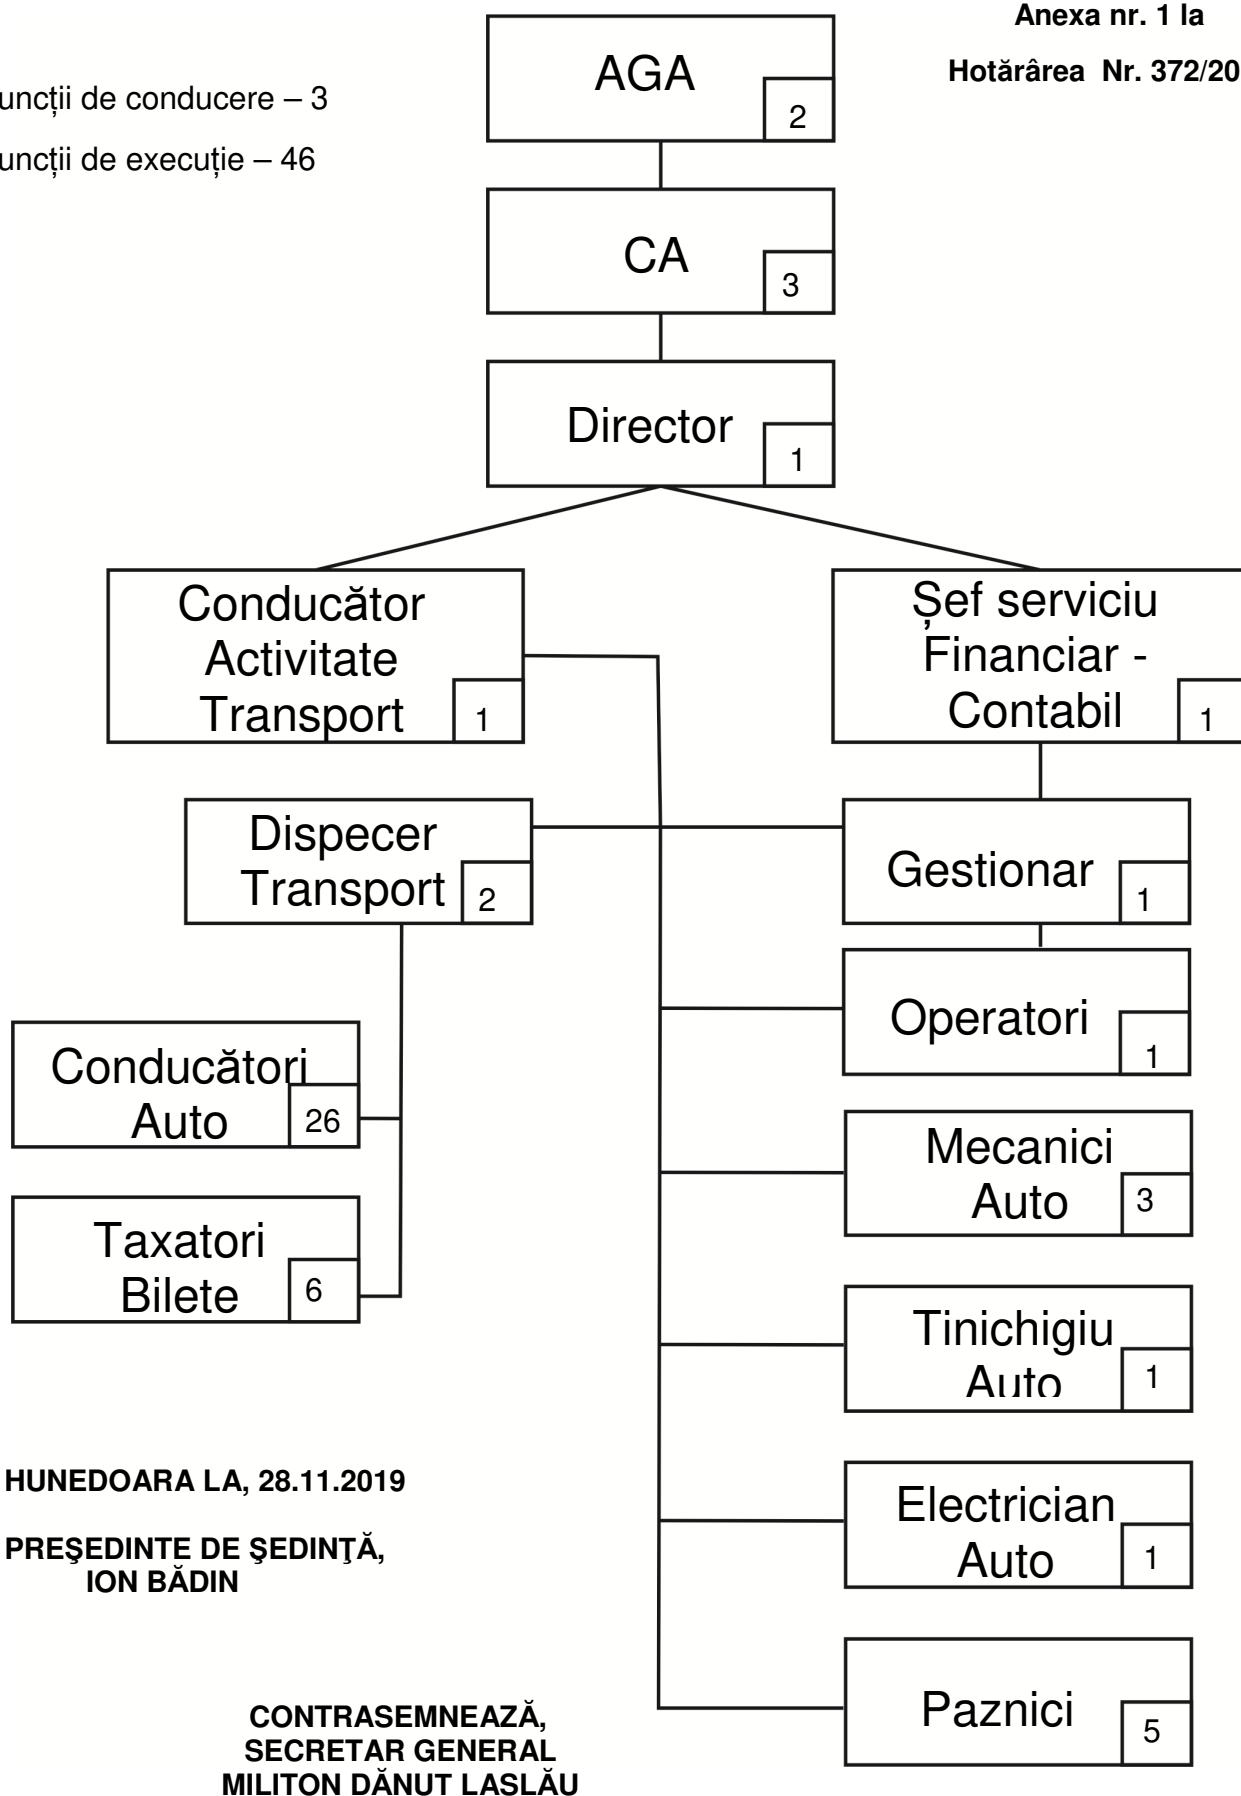 Anexa nr. 1 la
Hotărârea Nr. 372/20
uncții de conducere – 3
uncții de execuție – 46
AGA
2
CA
3
Director
1
Conducător
Activitate
Transport
1
Șef serviciu
Financiar -
Contabil
1
Dispecer
Transport
2
Gestionar
1
Operatori
1
Conducători
Auto
26
Mecanici
Auto
3
Taxatori
Bilete
6
Tinichigiu
Auto
1
Electrician
Auto
1
Paznici
5
HUNEDOARA LA, 28.11.2019
PREŞEDINTE DE ŞEDINŢĂ,
ION BĂDIN
CONTRASEMNEAZĂ,
SECRETAR GENERAL
MILITON DĂNUT LASLĂU